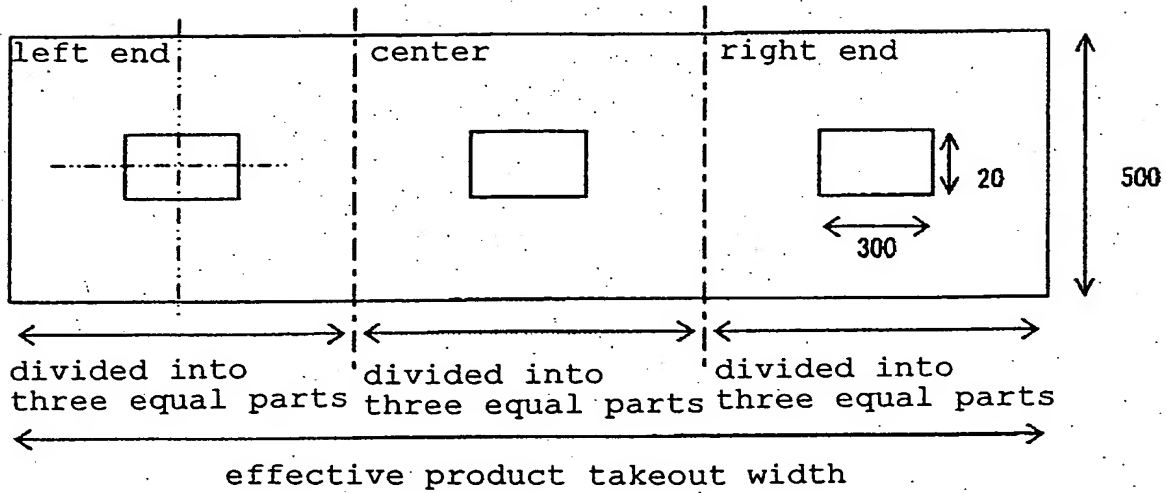 left end
center
right end
20
500
300
divided into
three equal parts
divided into
three equal parts
divided into
three equal parts
effective product takeout width